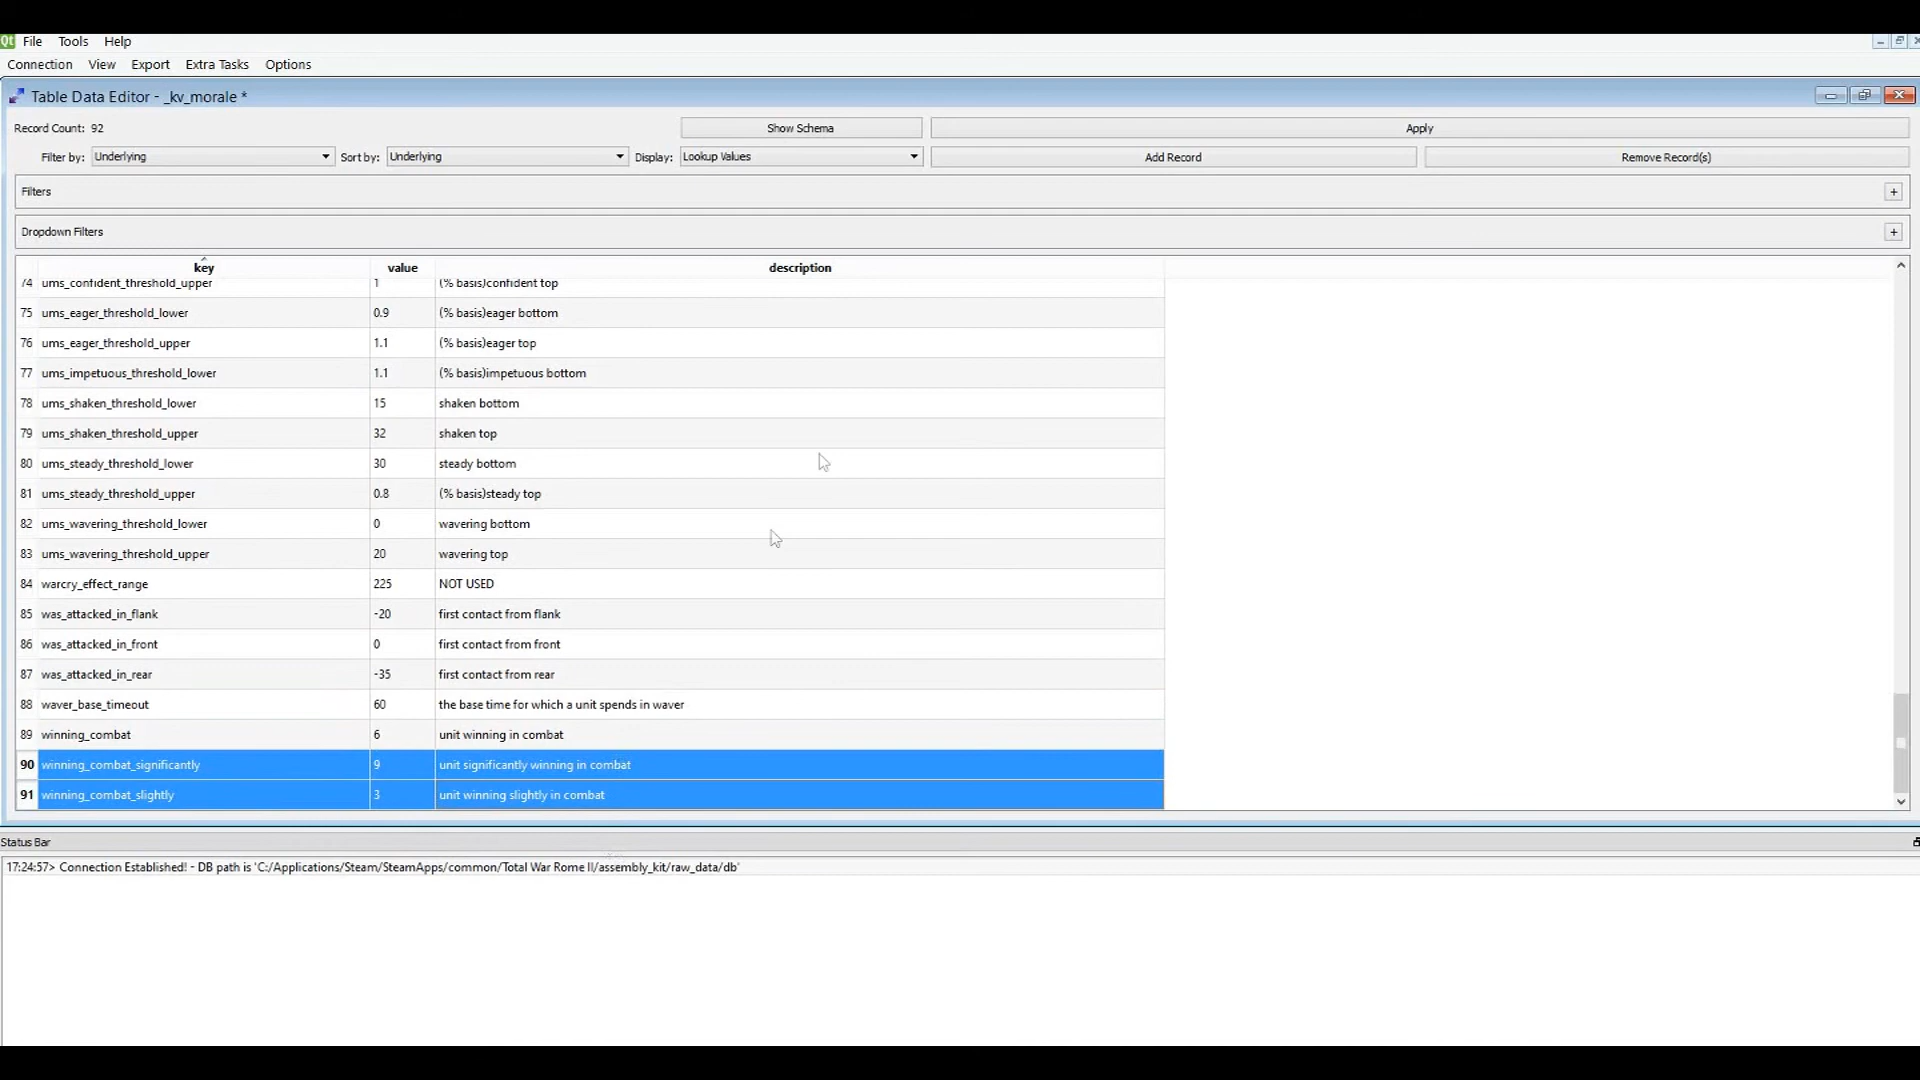 Qt File Tools Help
Connection View Export Extra Tasks Options
Table Data Editor - _kv_morale *
Record Count: 92 Show Schema Apply
Filter by: Underlying Sort by: Underlying Display: Lookup Values Add Record Remove Record(s)
Filters +
Dropdown Filters +
key value description
74 ums_confident_threshold_upper 1 (% basis)confident top
75 ums_eager_threshold_lower 0.9 (% basis)eager bottom
76 ums_eager_threshold_upper 1.1 (% basis)eager top
77 ums_impetuous_threshold_lower 1.1 (% basis)impetuous bottom
78 ums_shaken_threshold_lower 15 shaken bottom
79 ums_shaken_threshold_upper 32 shaken top
80 ums_steady_threshold_lower 30 steady bottom
81 ums_steady_threshold_upper 0.8 (% basis)steady top
82 ums_wavering_threshold_lower 0 wavering bottom
83 ums_wavering_threshold_upper 20 wavering top
84 warcry_effect_range 225 NOT USED
85 was_attacked_in_flank -20 first contact from flank
86 was_attacked_in_front 0 first contact from front
87 was_attacked_in_rear -35 first contact from rear
88 waver_base_timeout 60 the base time for which a unit spends in waver
89 winning_combat 6 unit winning in combat
90 winning_combat_significantly 9 unit significantly winning in combat
91 winning_combat_slightly 3 unit winning slightly in combat
Status Bar
17:24:57> Connection Established! - DB path is 'C:/Applications/Steam/SteamApps/common/Total War Rome II/assembly_kit/raw_data/db'